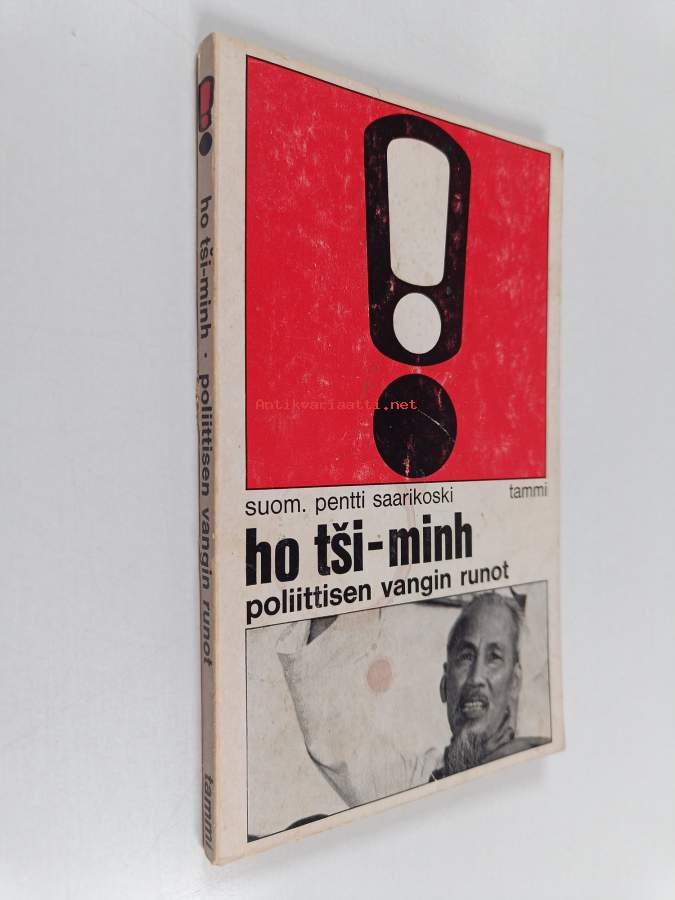 ho tši-minh · poliittisen vangin runot
tammi
Antikvariaatti.net
suom. pentti saarikoski
tammi
ho tši-minh
poliittisen vangin runot